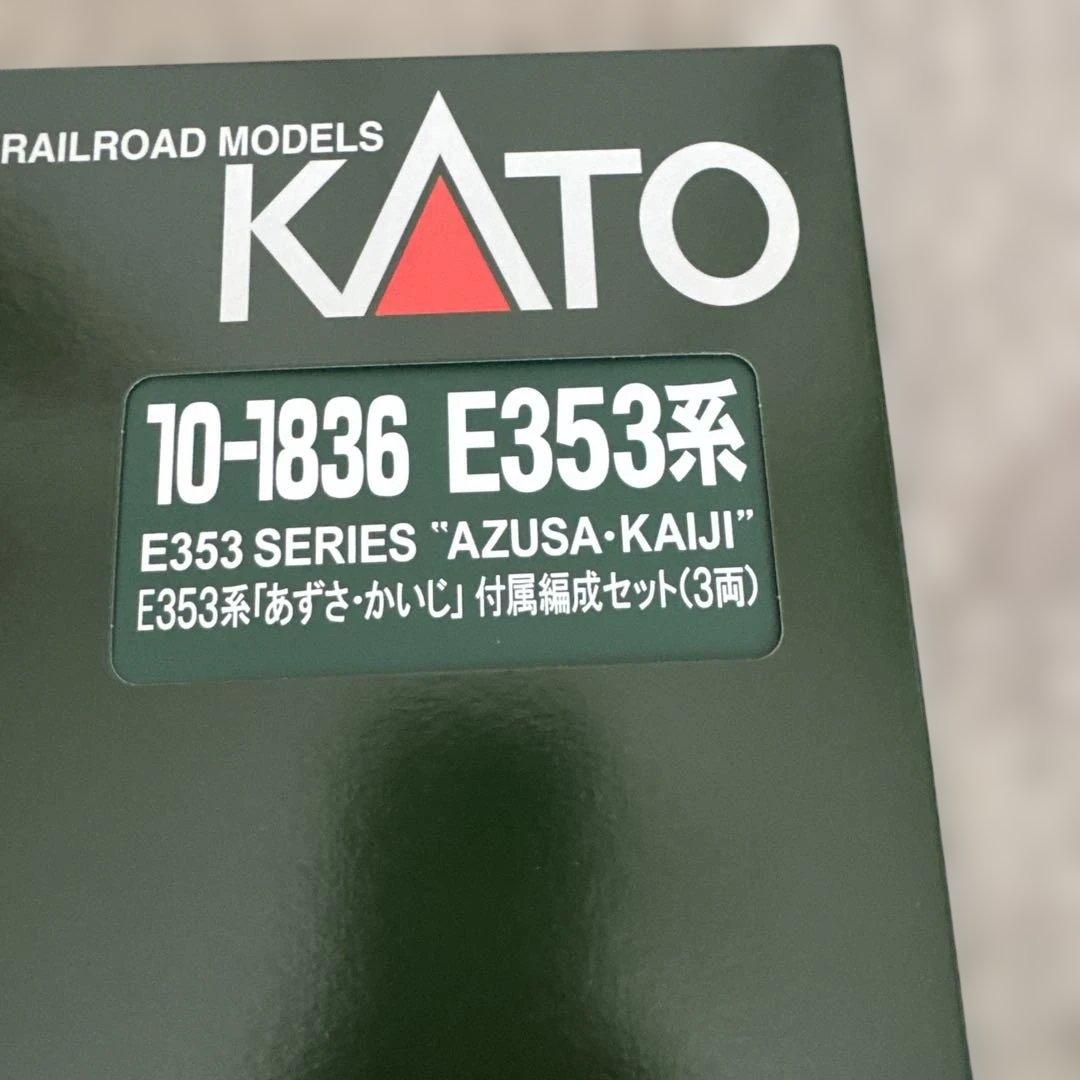 RAILROAD MODELS
KATO
10-1836 E353系
E353 SERIES “AZUSA・KAIJI”
E353系「あずさ・かいじ」 付属編成セット(3両)